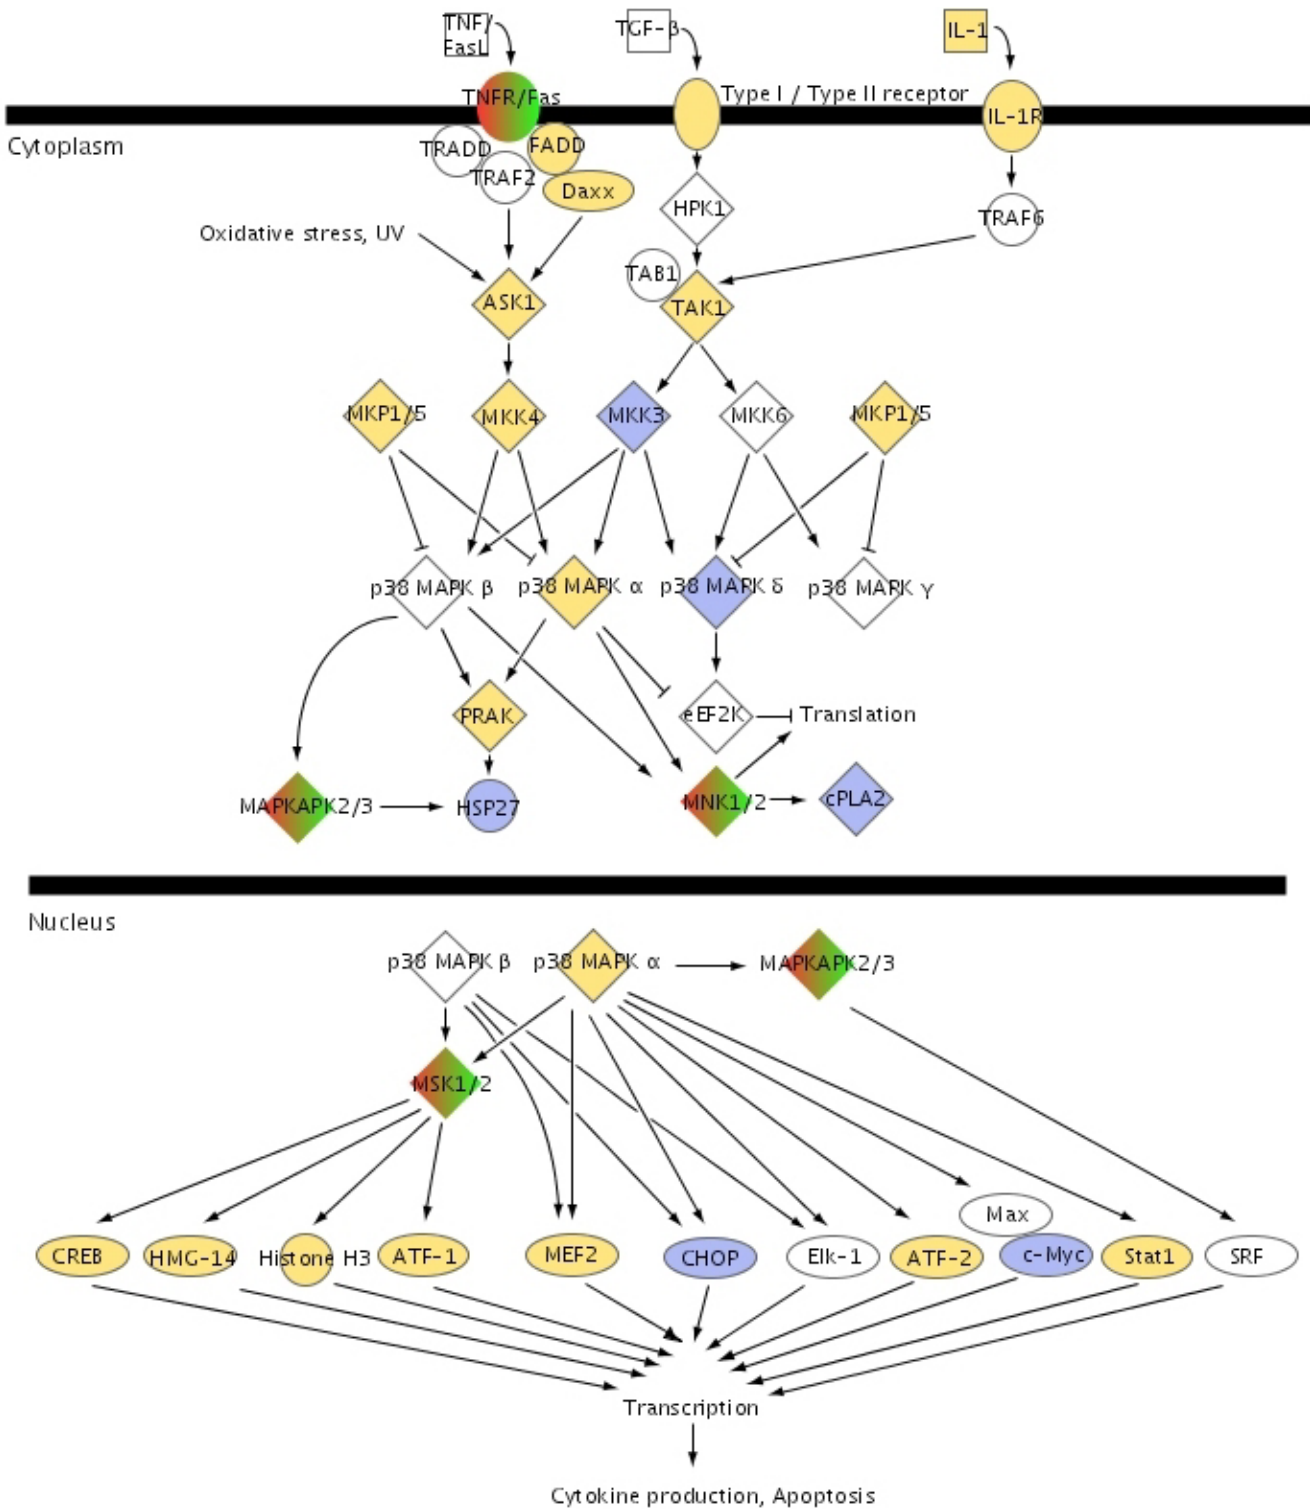 TNF/
FasL
TGF-β
IL-1
TNFR/Fas
Type I / Type II receptor
IL-1R
Cytoplasm
TRADD
FADD
TRAF2
Daxx
HPK1
TRAF6
Oxidative stress, UV
TAB1
ASK1
TAK1
MKP1/5
MKK4
MKK3
MKK6
MKP1/5
p38 MAPK β
p38 MAPK α
p38 MAPK δ
p38 MAPK γ
PRAK
eEF2K
Translation
MAPKAPK2/3
HSP27
MNK1/2
cPLA2
Nucleus
p38 MAPK β
p38 MAPK α
MAPKAPK2/3
MSK1/2
Max
CREB
HMG-14
Histone H3
ATF-1
MEF2
CHOP
Elk-1
ATF-2
c-Myc
Stat1
SRF
Transcription
Cytokine production, Apoptosis